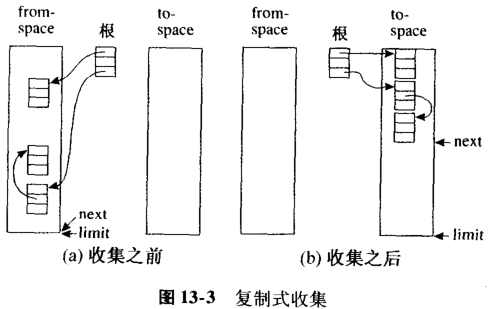 from-
space
根
to-
space
from-
space
根
to-
space
next
limit
next
limit
(a) 收集之前
(b) 收集之后
图 13-3 复制式收集